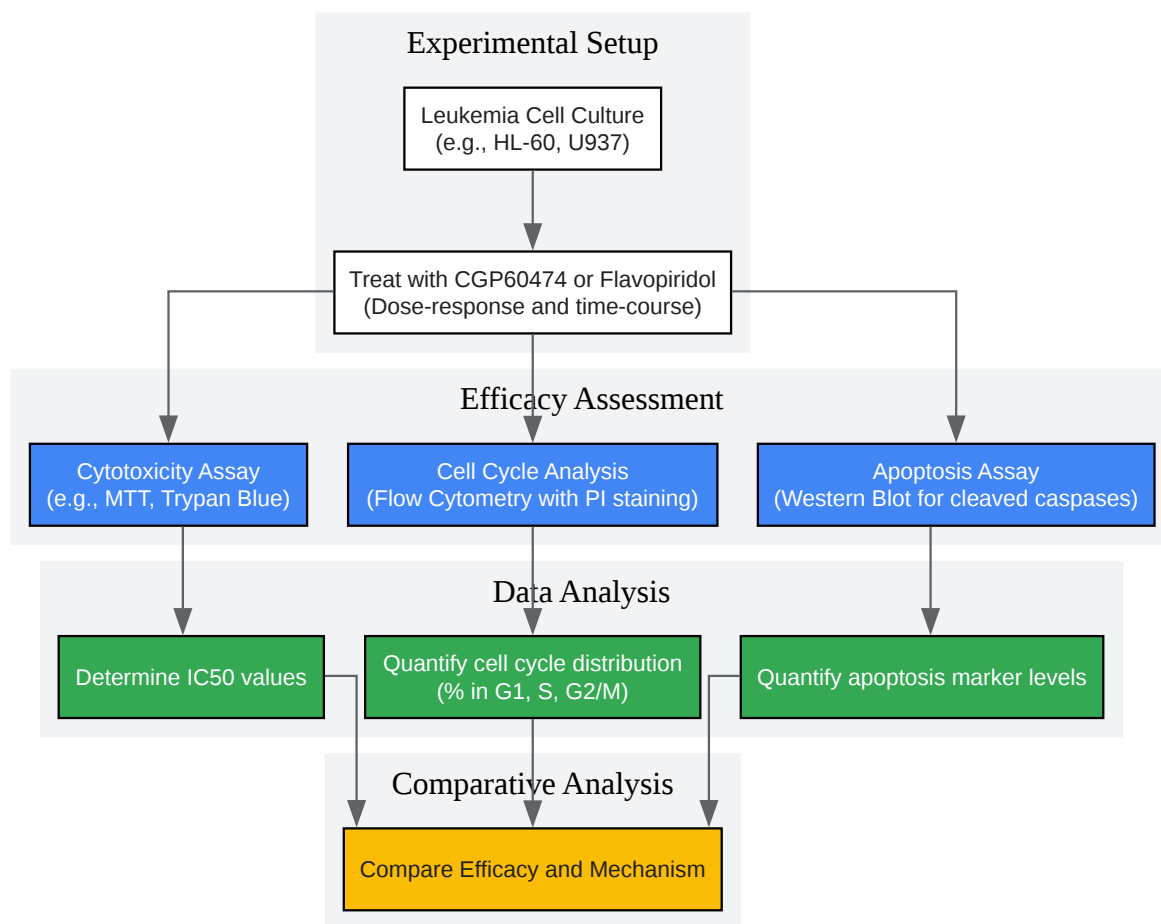 Experimental Setup
Leukemia Cell Culture
(e.g., HL-60, U937)
Treat with CGP60474 or Flavopiridol
(Dose-response and time-course)
Efficacy Assessment
Cytotoxicity Assay
(e.g., MTT, Trypan Blue)
Cell Cycle Analysis
(Flow Cytometry with PI staining)
Apoptosis Assay
(Western Blot for cleaved caspases)
Data Analysis
Determine IC50 values
Quantify cell cycle distribution
(% in G1, S, G2/M)
Quantify apoptosis marker levels
Comparative Analysis
Compare Efficacy and Mechanism